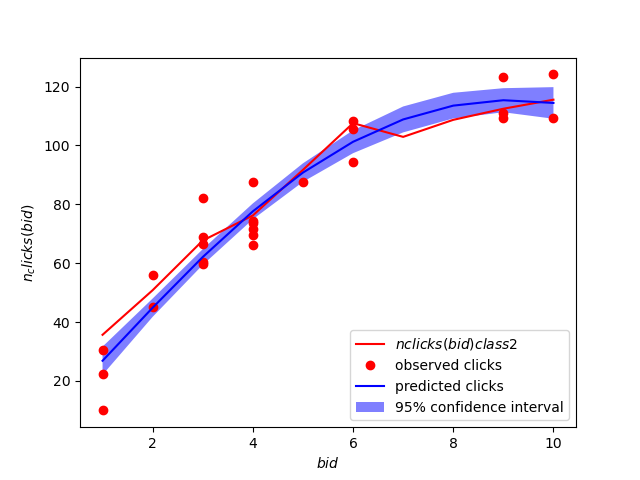 120
100
80
60
40
20
n_clicks(bid)
2
4
6
8
10
bid
nclicks(bid)class2
observed clicks
predicted clicks
95% confidence interval